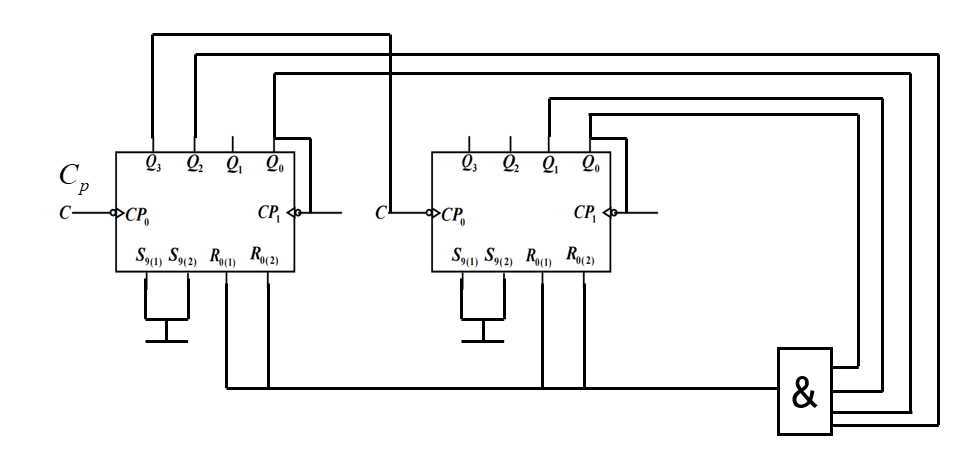 Q₃ Q₂ Q₁ Q₀ Q₃ Q₂ Q₁ Q₀
Cₚ
C CP₀ CP₁ C CP₀ CP₁
S₉₍₁₎ S₉₍₂₎ R₀₍₁₎ R₀₍₂₎ S₉₍₁₎ S₉₍₂₎ R₀₍₁₎ R₀₍₂₎
&